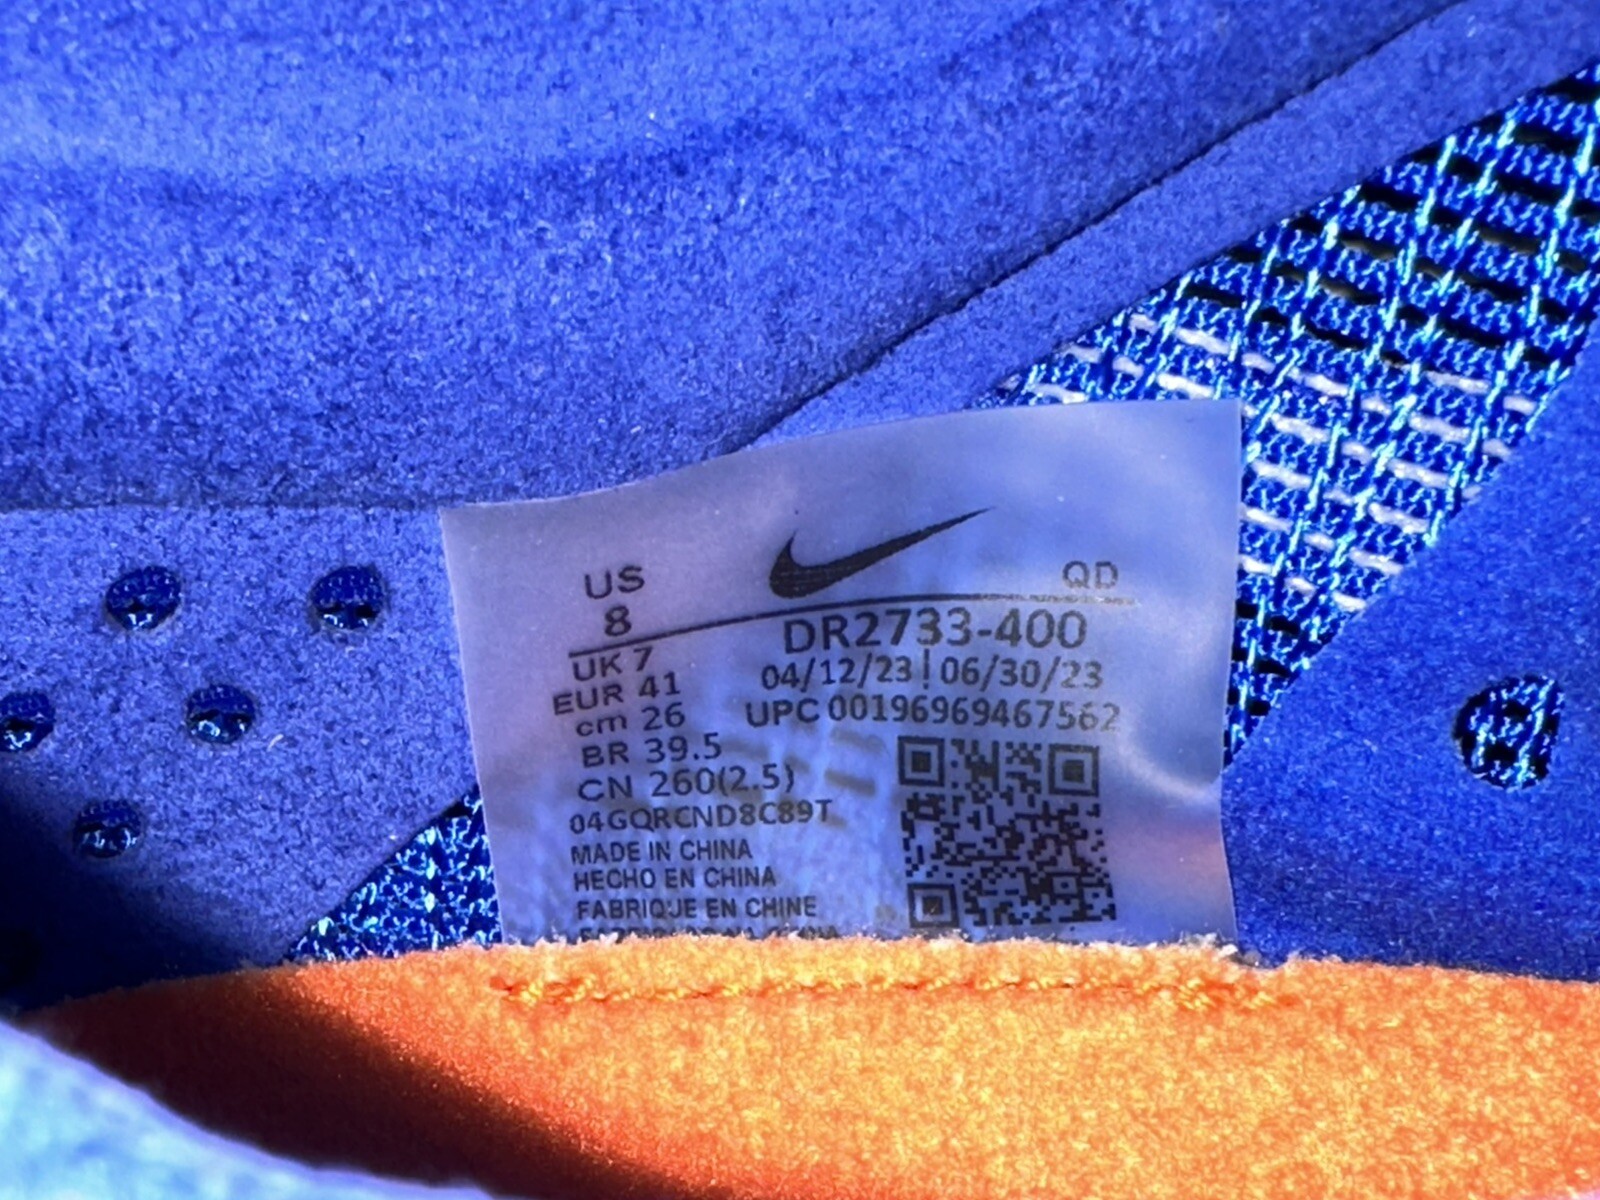 US
8
QD
DR2733-400
UK 7
04/12/23 | 06/30/23
EUR 41
cm 26
UPC 00196969467562
BR 39.5
CN 260(2.5)
04GQRCND8C89T
MADE IN CHINA
HECHO EN CHINA
FABRIQUE EN CHINE